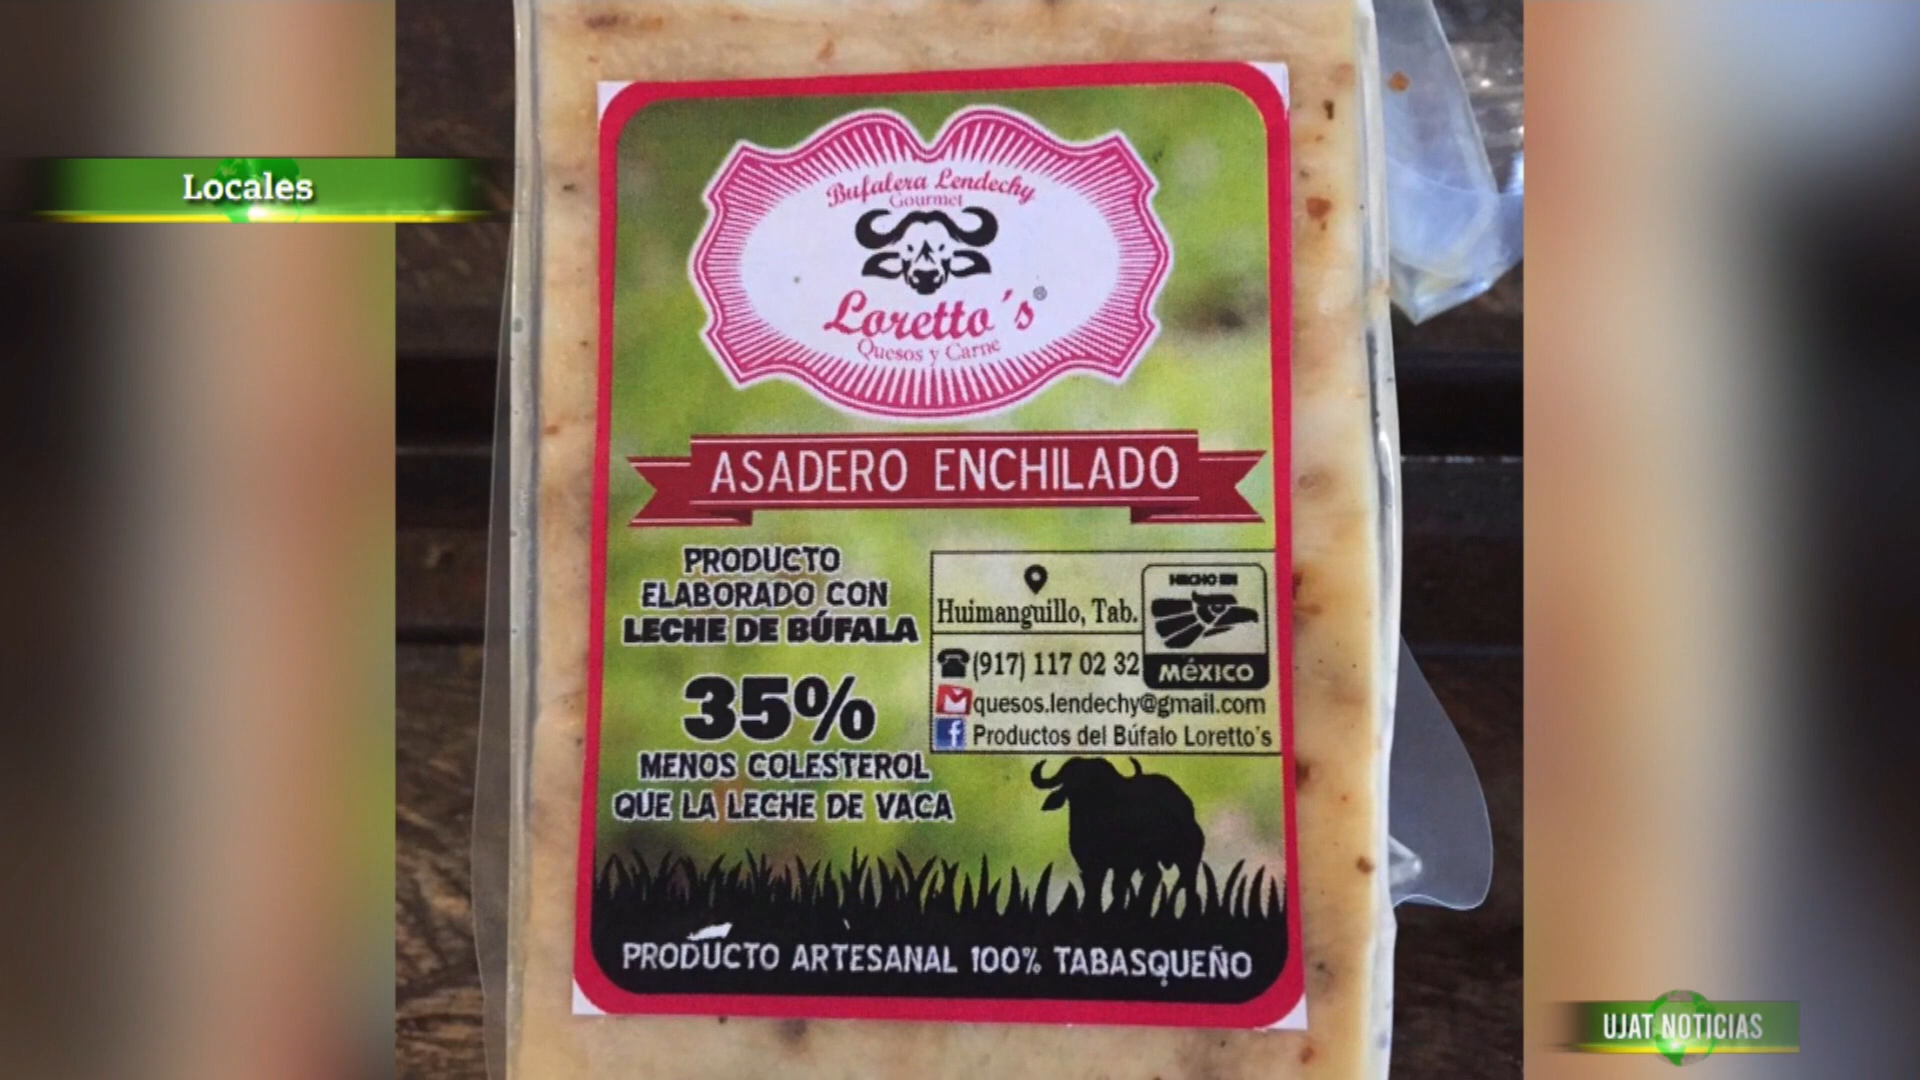 Locales
Bufalera Lendechy
Gourmet
Loretto´s®
Quesos y Carne
ASADERO ENCHILADO
PRODUCTO
ELABORADO CON
LECHE DE BÚFALA
35%
MENOS COLESTEROL
QUE LA LECHE DE VACA
Huimanguillo, Tab.
(917) 117 02 32
quesos.lendechy@gmail.com
Productos del Búfalo Loretto's
HECHO EN
MéXICO
PRODUCTO ARTESANAL 100% TABASQUEÑO
UJAT NOTICIAS